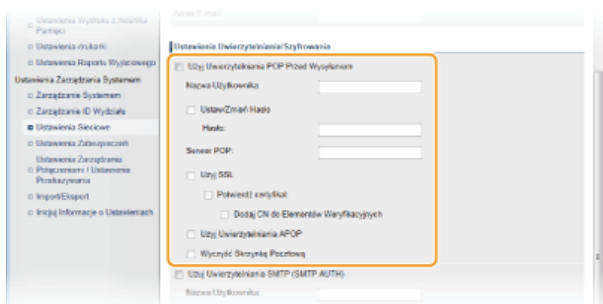 Ustawienia Wydruku z Nośnika Pamięci
Ustawienia drukarki
Ustawienia Raportu Wyjściowego
Ustawienia Zarządzania Systemem
Zarządzanie Systemem
Zarządzanie ID Wydziału
Ustawienia Sieciowe
Ustawienia Zabezpieczeń
Ustawienia Zarządzania
Połączeniami i Ustawienia
Przekazywania
Import/Eksport
Inicjuj Informacje o Ustawieniach
Adres E-mail:
Ustawienia Uwierzytelniania/Szyfrowania
Użyj Uwierzytelniania POP Przed Wysyłaniem
Nazwa Użytkownika:
Ustaw/Zmień Hasło
Hasło:
Serwer POP:
Użyj SSL
Potwierdź certyfikat
Dodaj CN do Elementów Weryfikacyjnych
Użyj Uwierzytelniania APOP
Wyczyść Skrzynkę Pocztową
Użyj Uwierzytelniania SMTP (SMTP AUTH)
Nazwa Użytkownika: